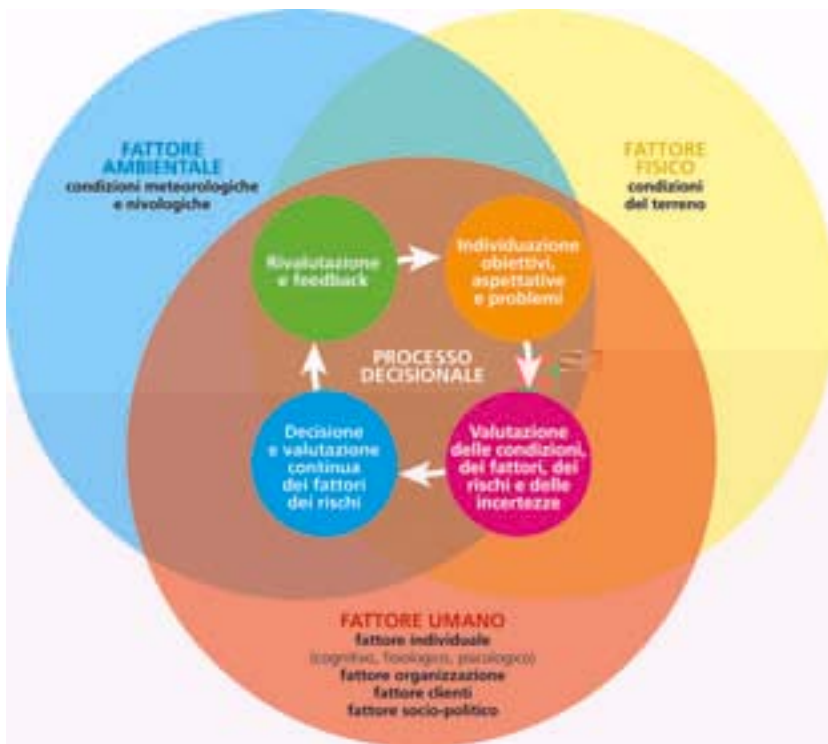 FATTORE
AMBIENTALE
condizioni meteorologiche
e nivologiche
FATTORE
FISICO
condizioni
del terreno
Rivalutazione
e feedback
Individuazione
obiettivi,
aspettative
e problemi
PROCESSO
DECISIONALE
Decisione
e valutazione
continua
dei fattori
dei rischi
Valutazione
delle condizioni,
dei fattori, dei
rischi e delle
incertezze
FATTORE UMANO
fattore individuale
(cognitivo, fisiologico, psicologico)
fattore organizzazione
fattore clienti
fattore socio-politico